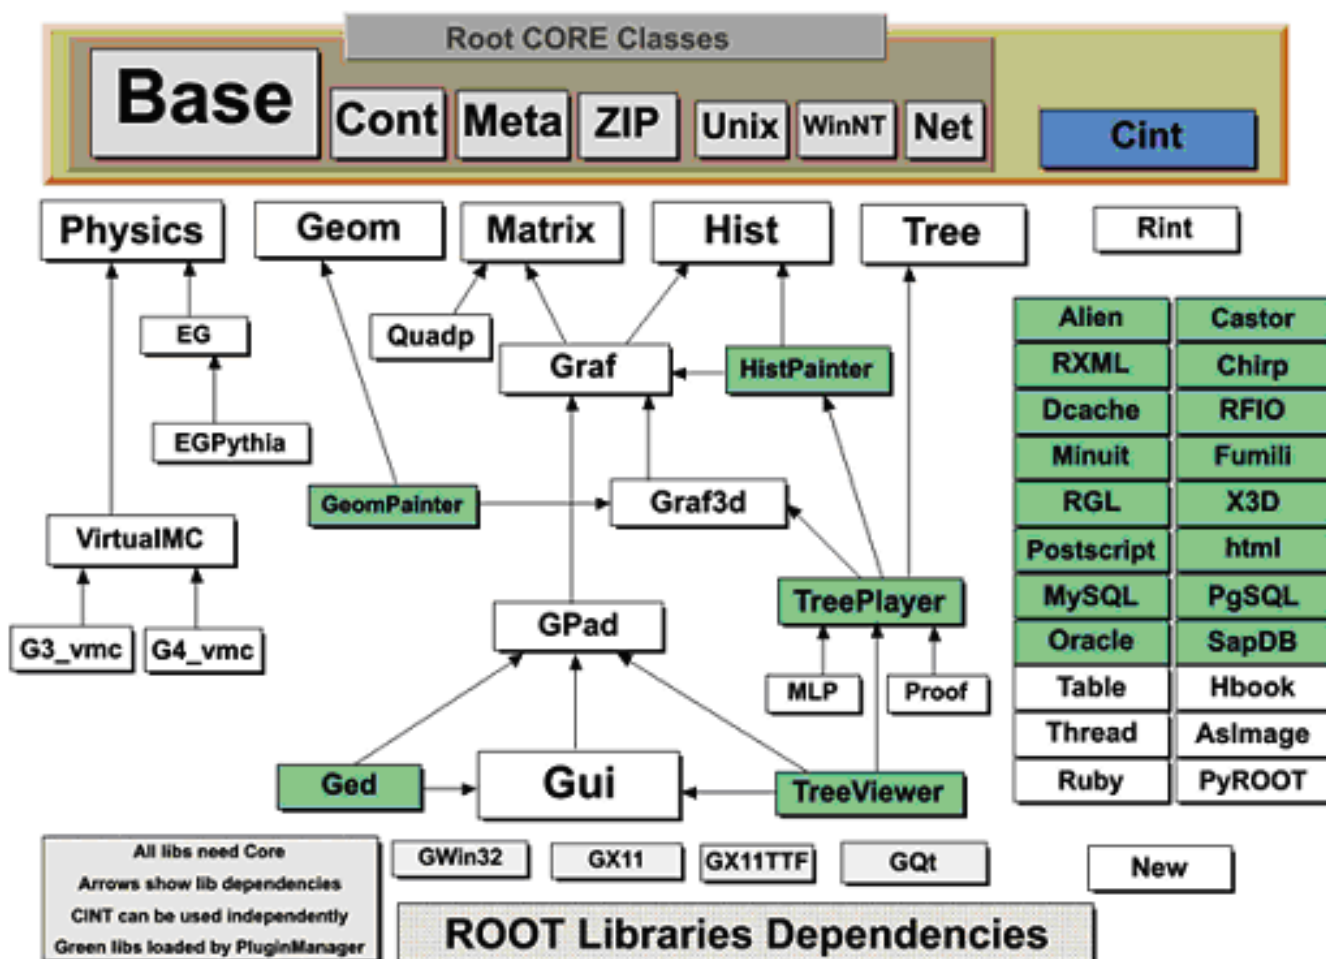 Root CORE Classes
Base
Cont
Meta
ZIP
Unix
WinNT
Net
Cint
Physics
Geom
Matrix
Hist
Tree
Rint
EG
Quadp
Graf
HistPainter
EGPythia
GeomPainter
Graf3d
VirtualMC
TreePlayer
GPad
G3_vmc
G4_vmc
MLP
Proof
Ged
Gui
TreeViewer
Alien
Castor
RXML
Chirp
Dcache
RFIO
Minuit
Fumili
RGL
X3D
Postscript
html
MySQL
PgSQL
Oracle
SapDB
Table
Hbook
Thread
AsImage
Ruby
PyROOT
All libs need Core
Arrows show lib dependencies
CINT can be used independently
Green libs loaded by PluginManager
GWin32
GX11
GX11TTF
GQt
New
ROOT Libraries Dependencies